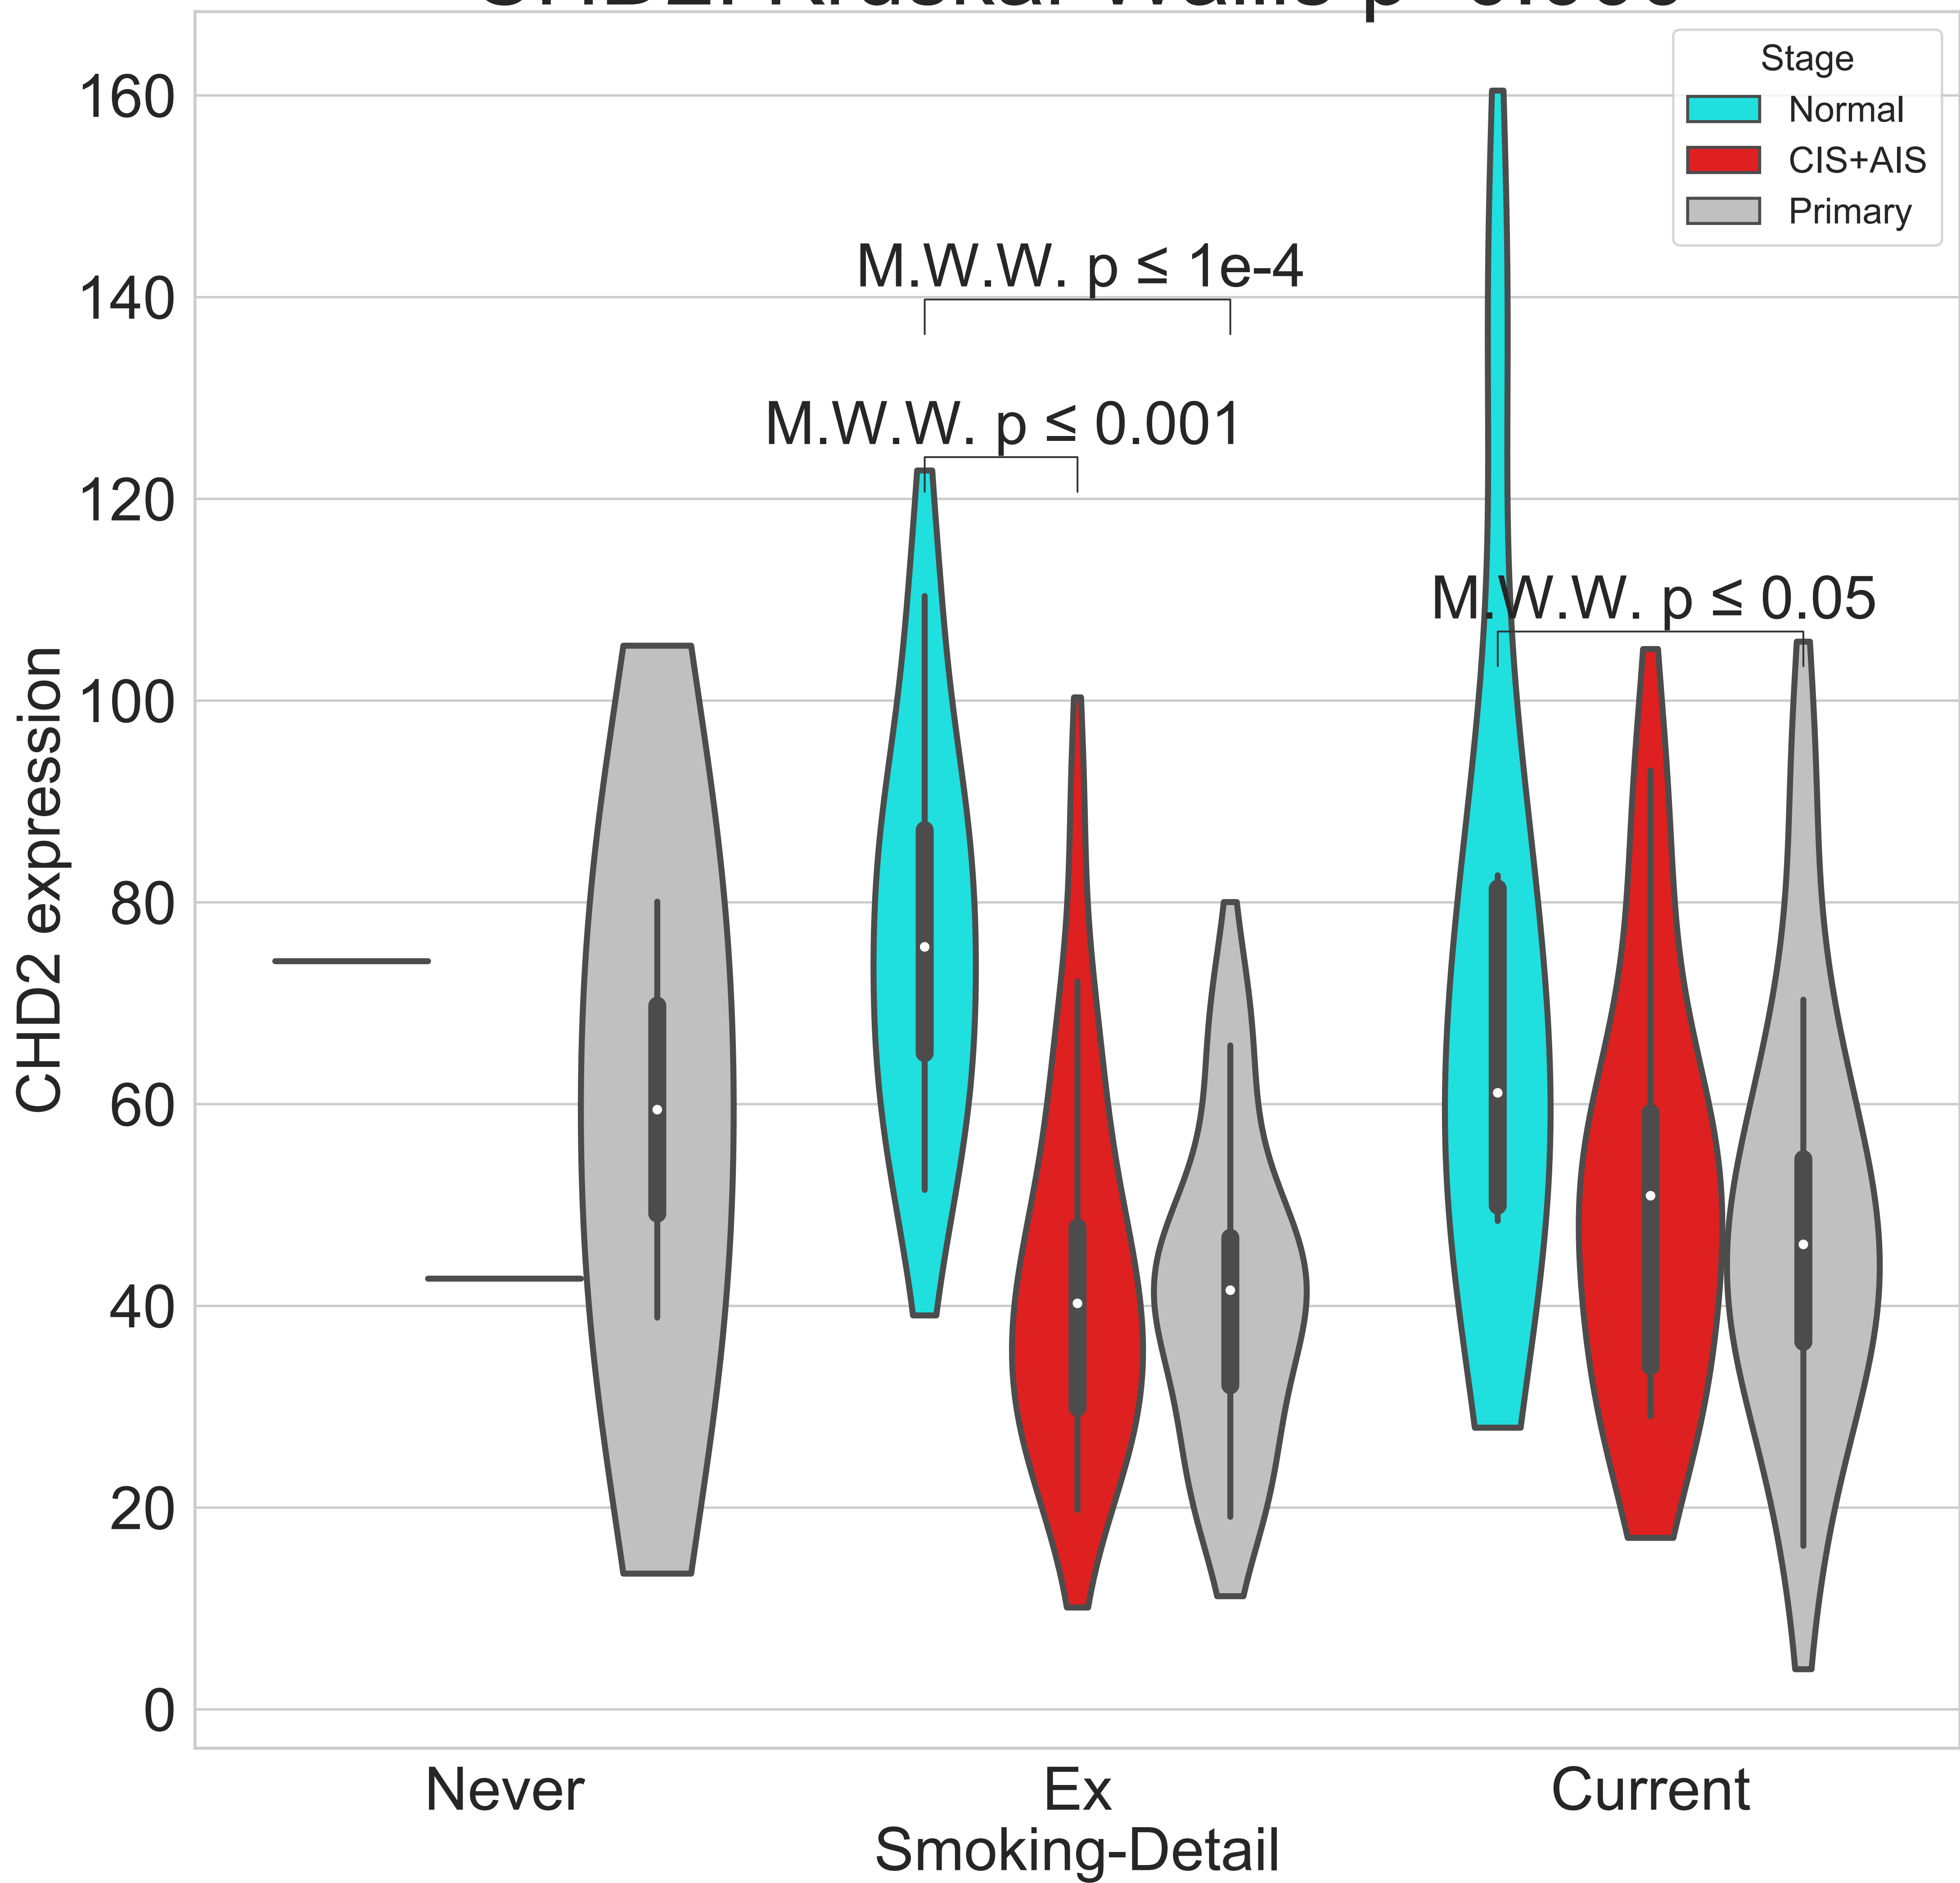 Stage
Normal
CIS+AIS
Primary
M.W.W. p ≤ 1e-4
M.W.W. p ≤ 0.001
M.W.W. p ≤ 0.05
CHD2 expression
160
140
120
100
80
60
40
20
0
Never
Ex
Current
Smoking-Detail